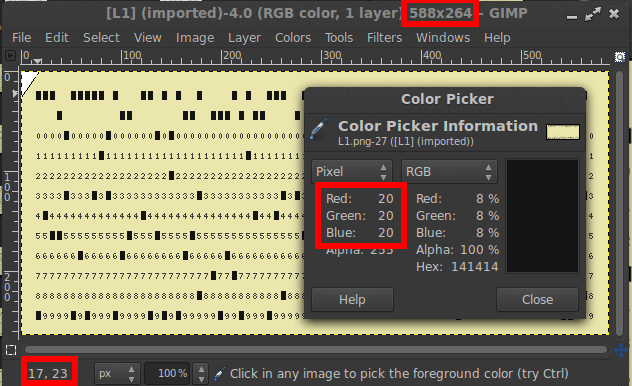 [L1] (imported)-4.0 (RGB color, 1 layer) 588x264 – GIMP
File Edit Select View Image Layer Colors Tools Filters Windows Help
0 100 200 300 400 500
0
100
200
Color Picker
Color Picker Information
L1.png-27 ([L1] (imported))
Pixel RGB
Red: 20 Red: 8 %
Green: 20 Green: 8 %
Blue: 20 Blue: 8 %
Alpha: 255 Alpha: 100 %
Hex: 141414
Help Close
17, 23 px 100% Click in any image to pick the foreground color (try Ctrl)